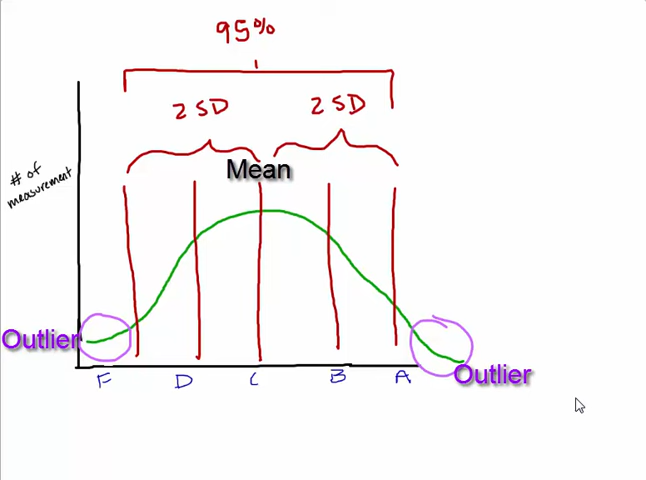 95%
2 SD 2 SD
Mean
# of
measurement
Outlier
Outlier
F D C B A